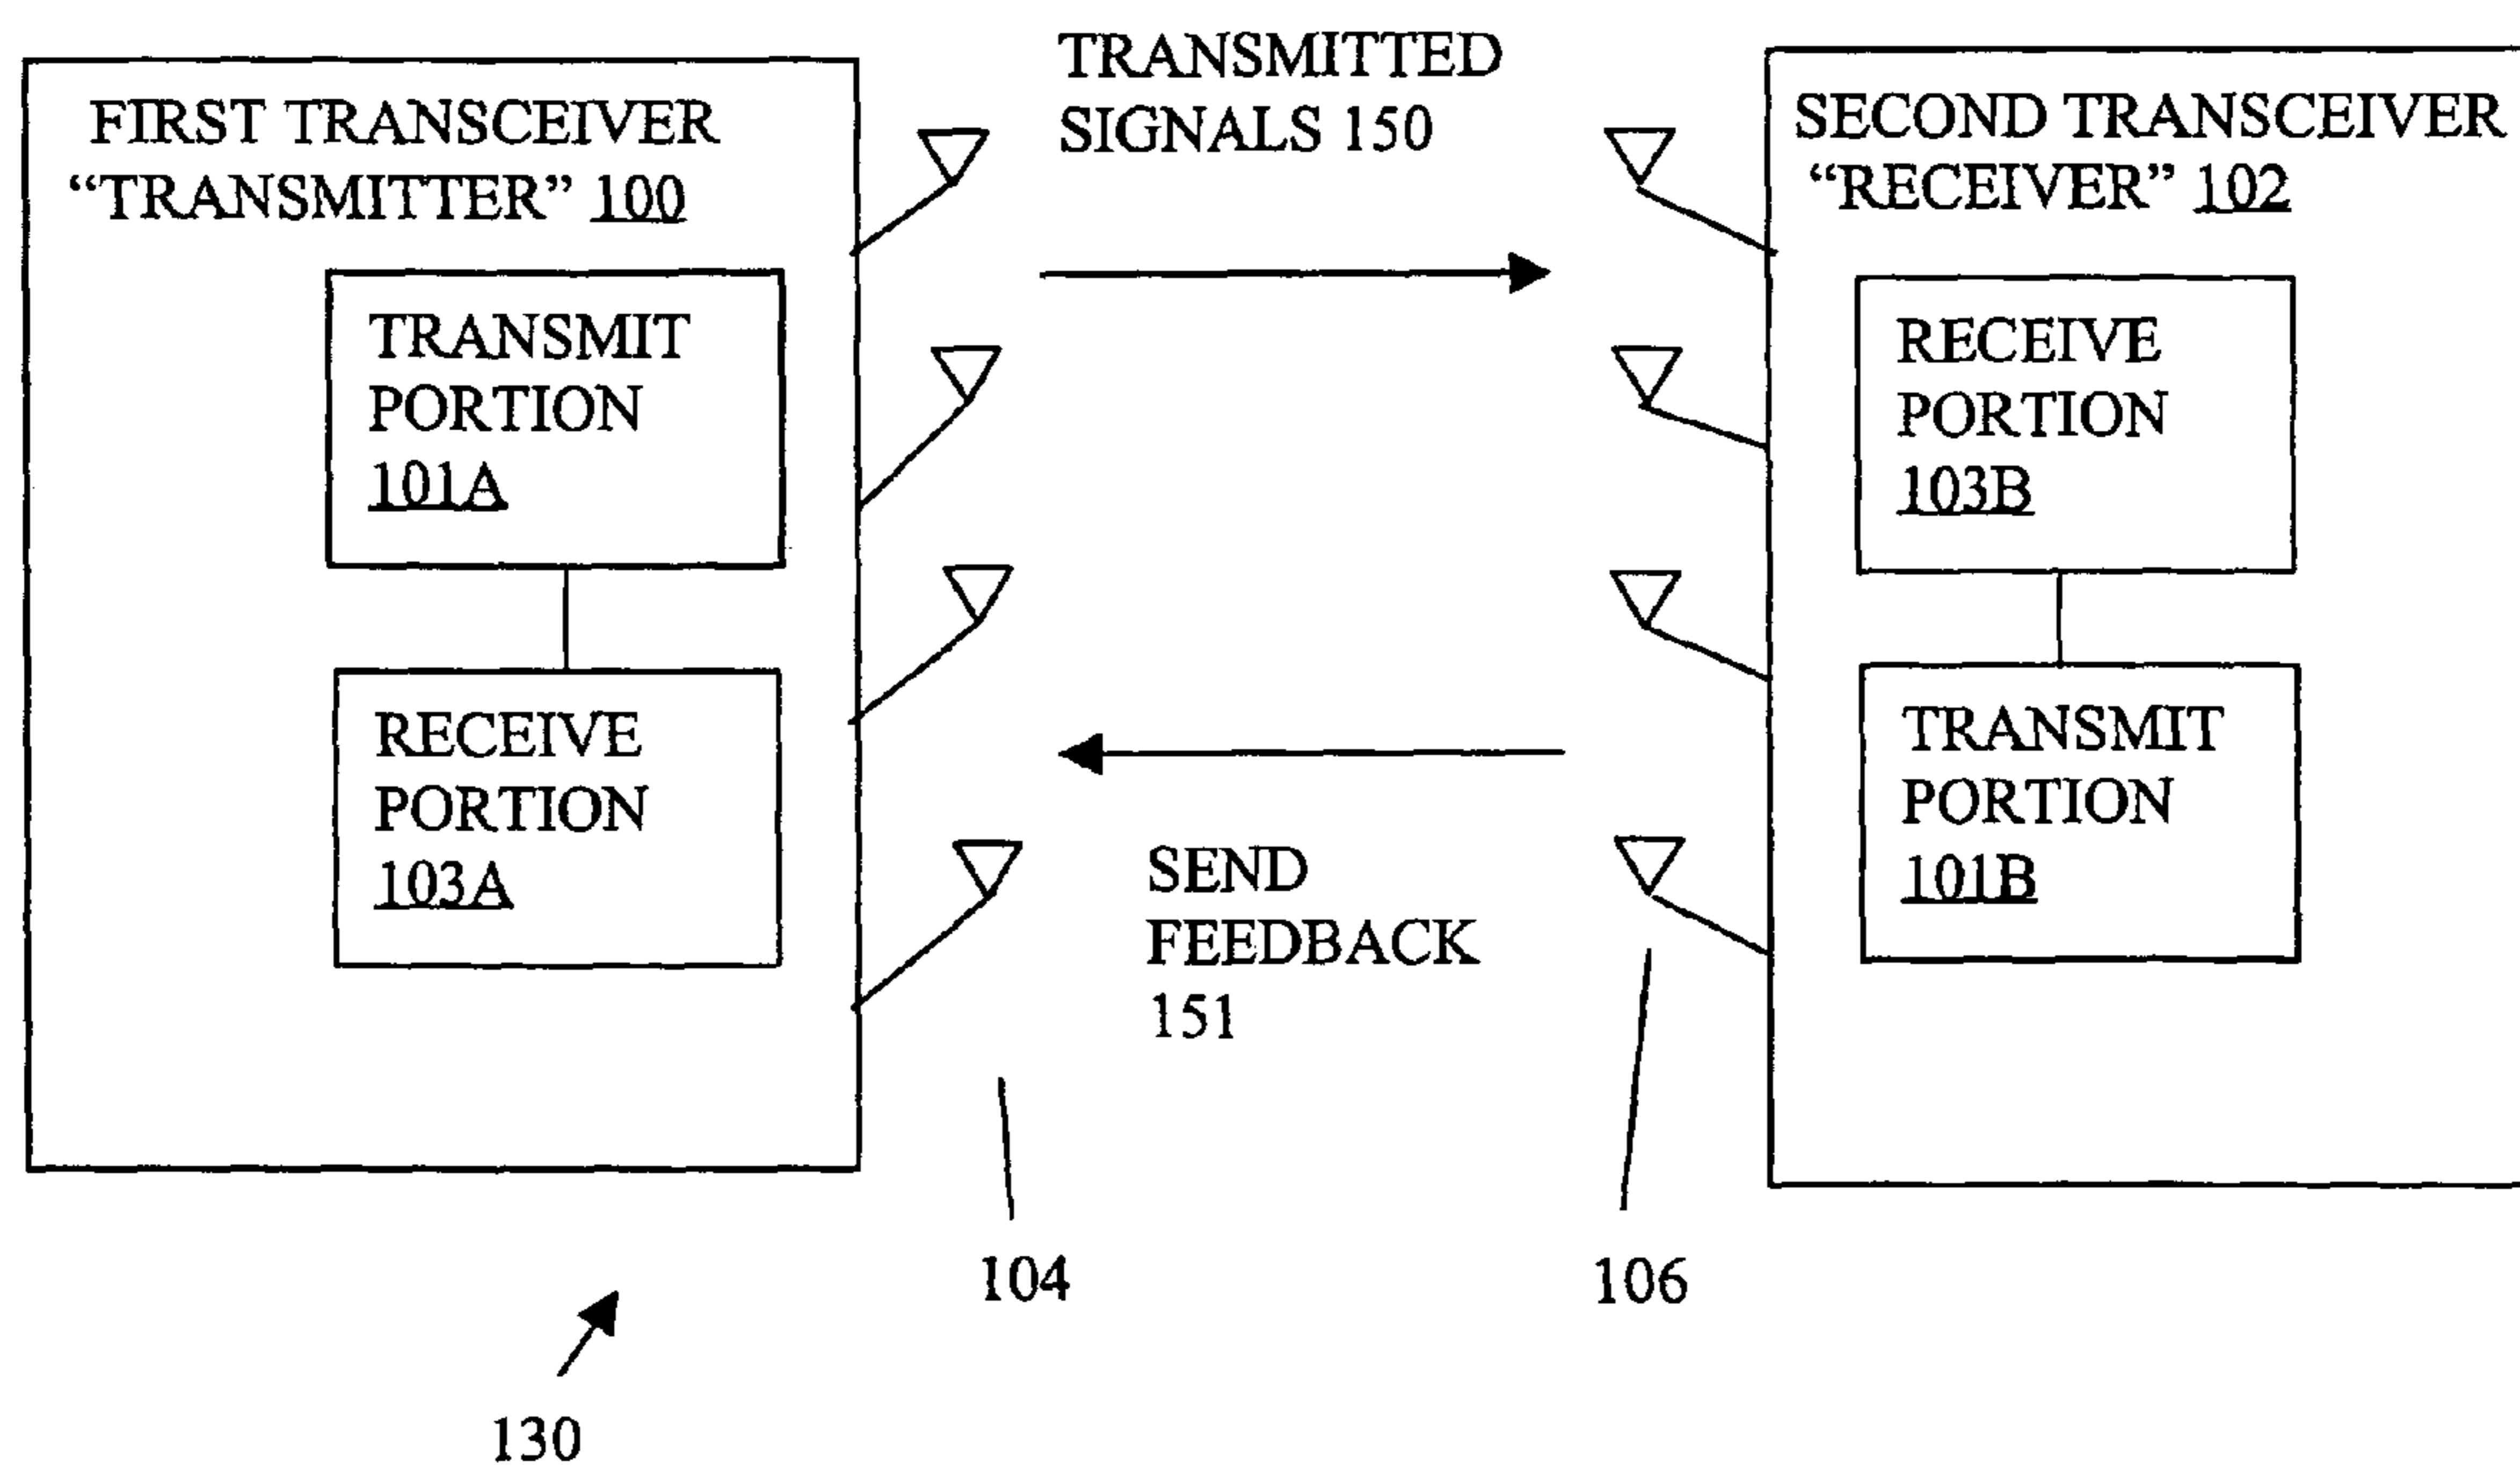 FIRST TRANSCEIVER
“TRANSMITTER” 100
TRANSMIT
PORTION
101A
RECEIVE
PORTION
103A
TRANSMITTED
SIGNALS 150
SEND
FEEDBACK
151
SECOND TRANSCEIVER
“RECEIVER” 102
RECEIVE
PORTION
103B
TRANSMIT
PORTION
101B
104
106
130